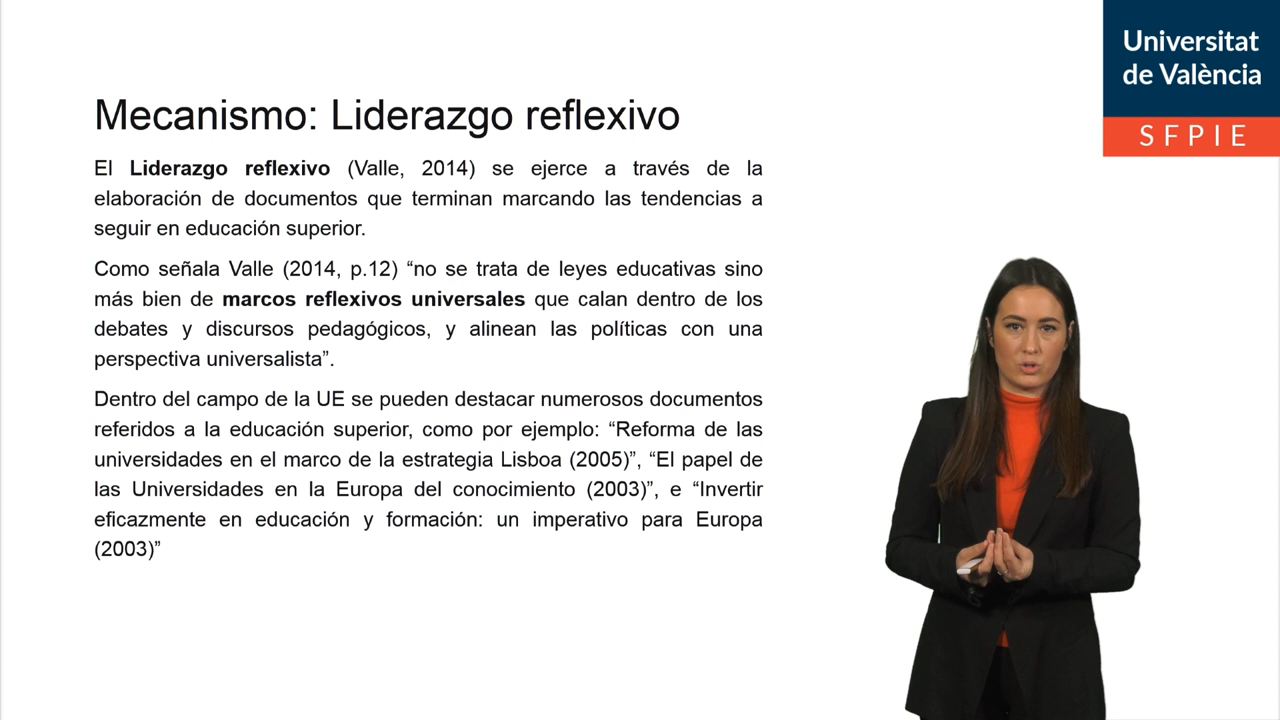 Universitat
de València
SFPIE
Mecanismo: Liderazgo reflexivo
El Liderazgo reflexivo (Valle, 2014) se ejerce a través de la
elaboración de documentos que terminan marcando las tendencias a
seguir en educación superior.
Como señala Valle (2014, p.12) “no se trata de leyes educativas sino
más bien de marcos reflexivos universales que calan dentro de los
debates y discursos pedagógicos, y alinean las políticas con una
perspectiva universalista”.
Dentro del campo de la UE se pueden destacar numerosos documentos
referidos a la educación superior, como por ejemplo: “Reforma de las
universidades en el marco de la estrategia Lisboa (2005)”, “El papel de
las Universidades en la Europa del conocimiento (2003)”, e “Invertir
eficazmente en educación y formación: un imperativo para Europa
(2003)”